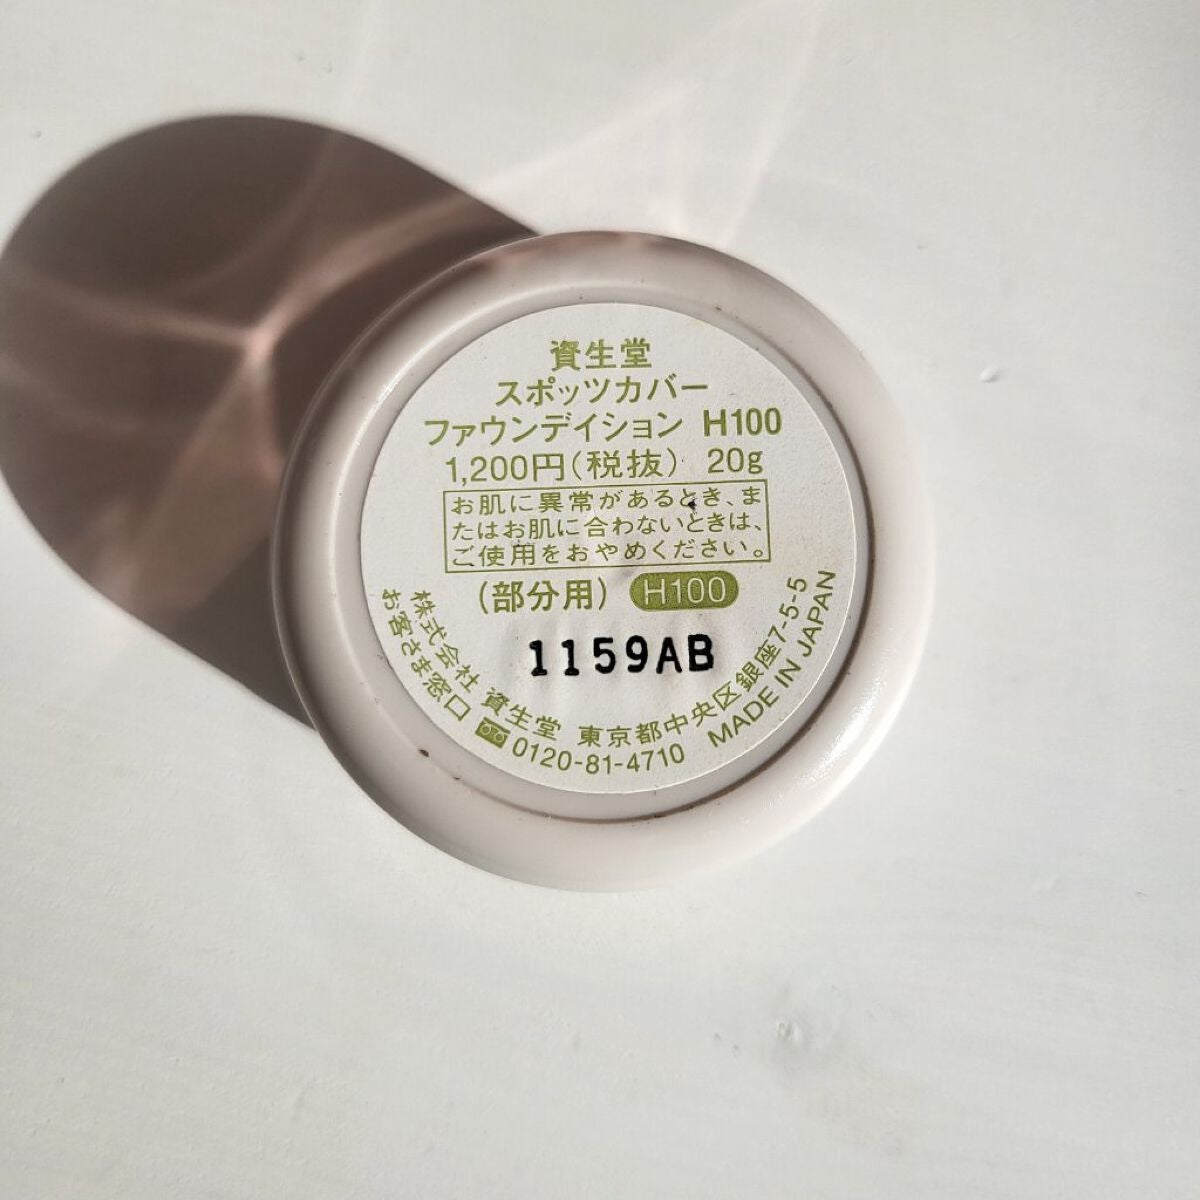 資生堂
スポッツカバー
ファウンデイション H100
1,200円(税抜) 20g
お肌に異常があるとき、ま
たはお肌に合わないときは、
ご使用をおやめください。
(部分用) H100
1159AB
株式会社 資生堂 東京都中央区銀座7-5-5
お客さま窓口 0120-81-4710 MADE IN JAPAN